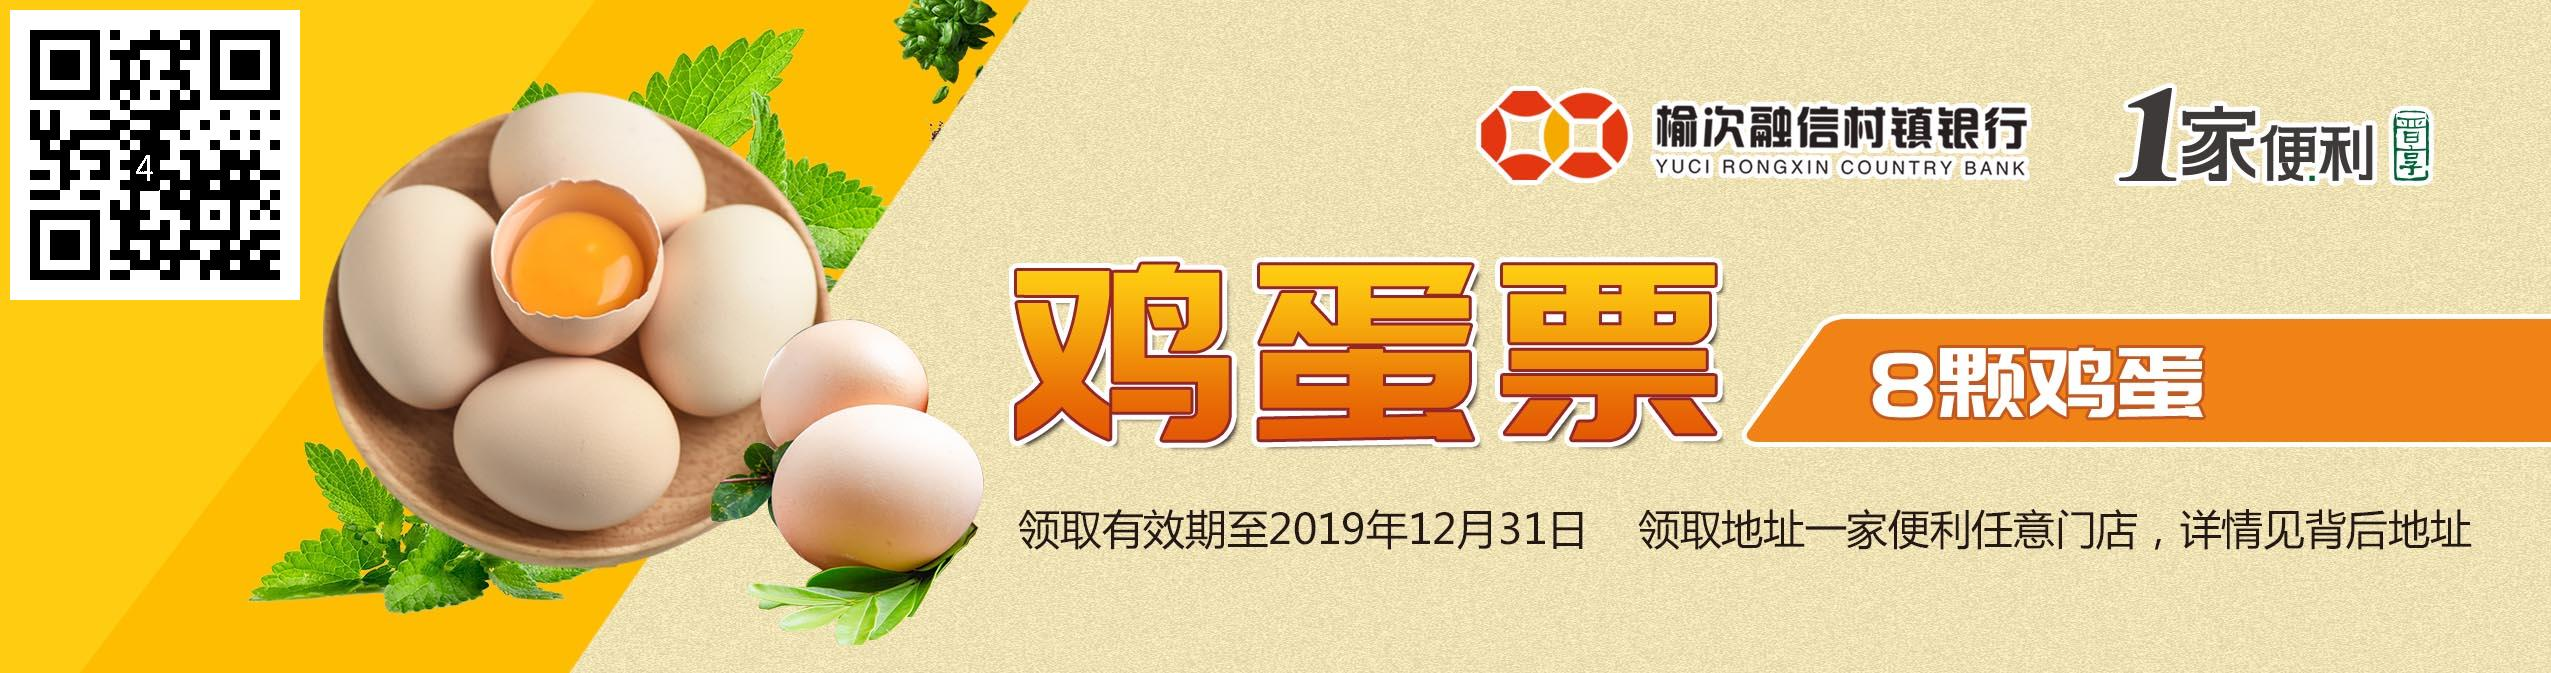 4
榆次融信村镇银行
YUCI RONGXIN COUNTRY BANK
1家便利
晋享
鸡蛋票
8颗鸡蛋
领取有效期至2019年12月31日
领取地址一家便利任意门店，详情见背后地址